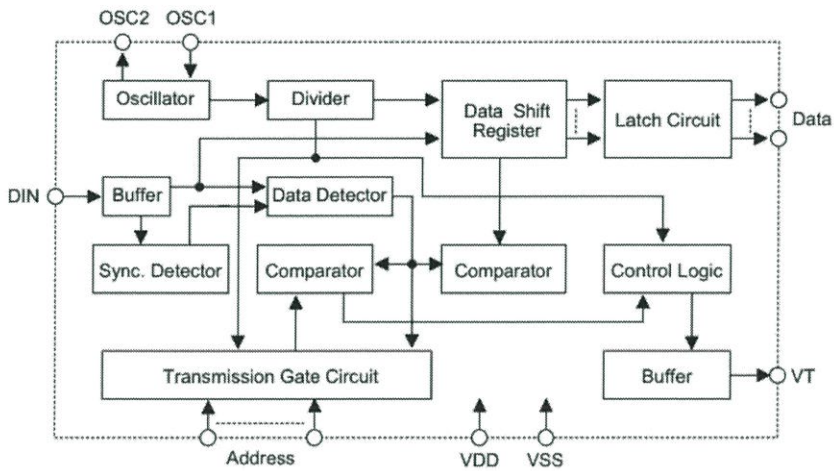 OSC2 OSC1
Oscillator
Divider
Data Shift
Register
Latch Circuit
Data
DIN
Buffer
Data Detector
Sync. Detector
Comparator
Comparator
Control Logic
Transmission Gate Circuit
Buffer
VT
Address
VDD
VSS